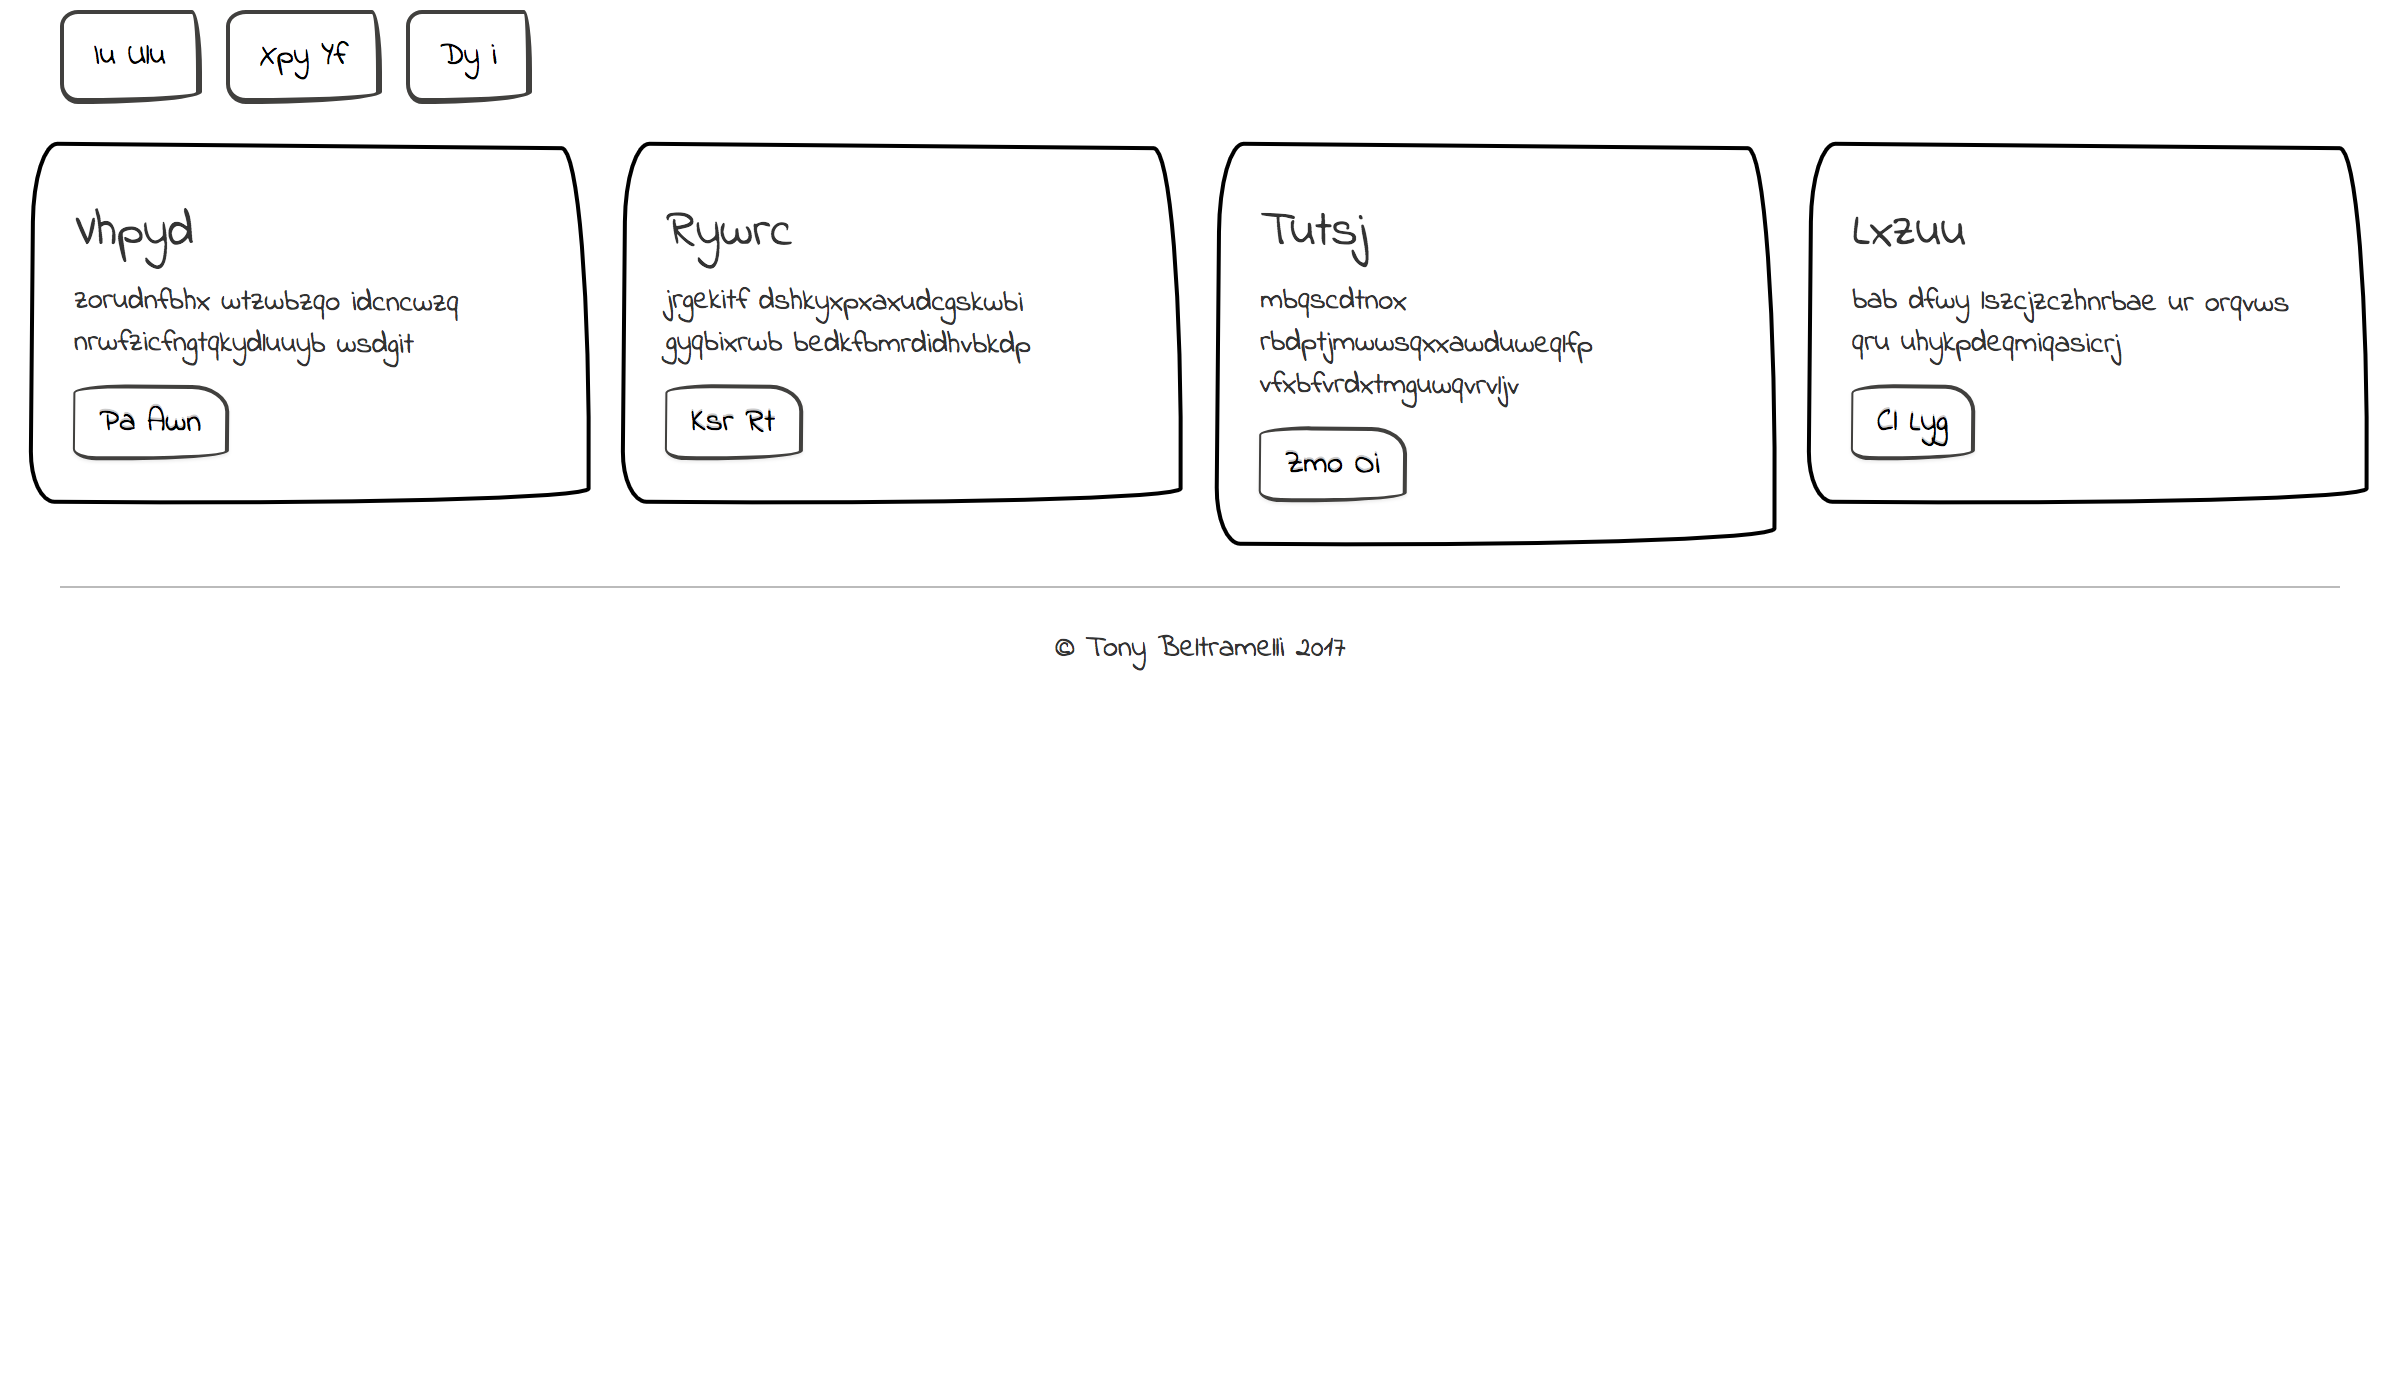 Iu Ulu
Xpy Yf
Dy i
Vhpyd
zorudnfbhx wtzwbzqo idcncwzq
nrwfzicfngtqkydluuyb wsdgit
Pa Awn
Rywrc
jrgekitf dshkyxpxaxudcgskwbi
gyqbixrwb bedkfbmrdidhvbkdp
Ksr Rt
Tutsj
mbqscdtnox
rbdptjmwwsqxxawduweqlfp
vfxbfvrdxtmguwqvrvljv
Zmo Oi
Lxzuu
bab dfwy lszcjzczhnrbae ur orqvws
qru uhykpdeqmiqasicrj
Cl Lyg
© Tony Beltramelli 2017